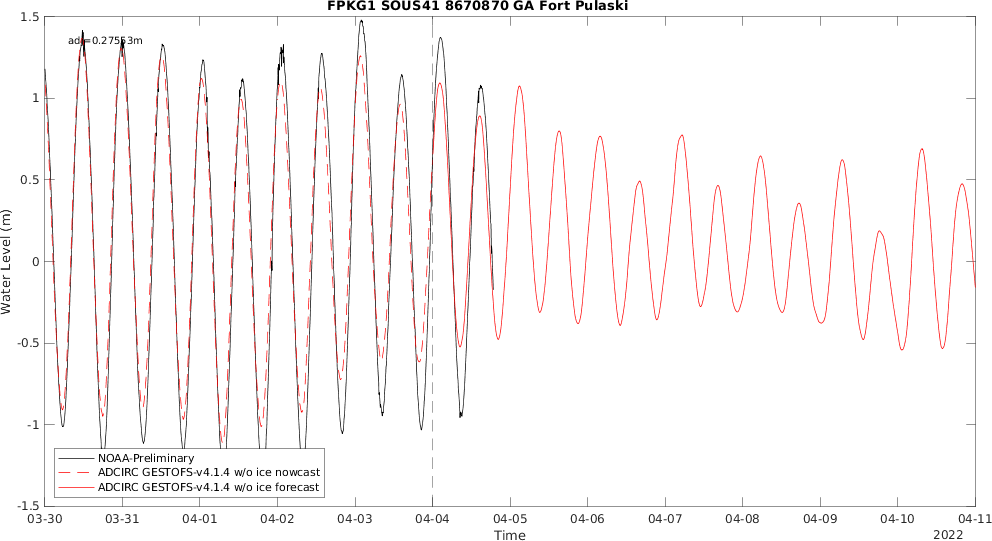 FPKG1 SOUS41 8670870 GA Fort Pulaski
adj=0.27553m
1.5
1
0.5
0
-0.5
-1
-1.5
Water Level (m)
NOAA-Preliminary
ADCIRC GESTOFS-v4.1.4 w/o ice nowcast
ADCIRC GESTOFS-v4.1.4 w/o ice forecast
03-30 03-31 04-01 04-02 04-03 04-04 04-05 04-06 04-07 04-08 04-09 04-10 04-11
Time
2022